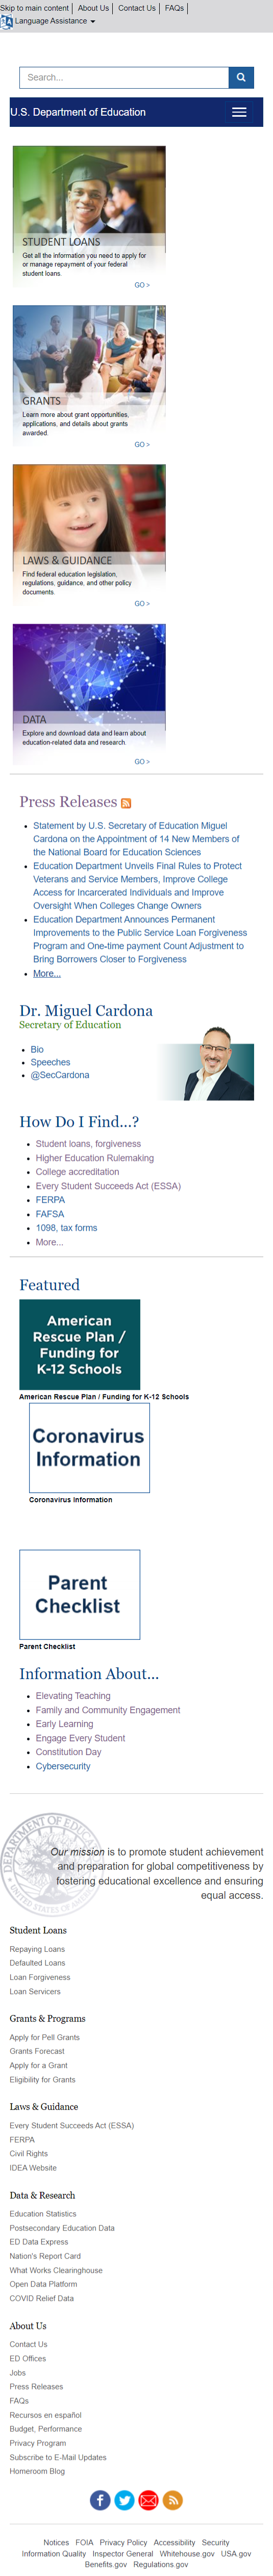 Skip to main content
About Us
Contact Us
FAQs
Language Assistance
Search...
U.S. Department of Education
STUDENT LOANS
Get all the information you need to apply for
or manage repayment of your federal
student loans.
GO >
GRANTS
Learn more about grant opportunities,
applications, and details about grants
awarded.
GO >
LAWS & GUIDANCE
Find federal education legislation,
regulations, guidance, and other policy
documents.
GO >
DATA
Explore and download data and learn about
education-related data and research.
GO >
Press Releases
Statement by U.S. Secretary of Education Miguel
Cardona on the Appointment of 14 New Members of
the National Board for Education Sciences
Education Department Unveils Final Rules to Protect
Veterans and Service Members, Improve College
Access for Incarcerated Individuals and Improve
Oversight When Colleges Change Owners
Education Department Announces Permanent
Improvements to the Public Service Loan Forgiveness
Program and One-time payment Count Adjustment to
Bring Borrowers Closer to Forgiveness
More...
Dr. Miguel Cardona
Secretary of Education
Bio
Speeches
@SecCardona
How Do I Find...?
Student loans, forgiveness
Higher Education Rulemaking
College accreditation
Every Student Succeeds Act (ESSA)
FERPA
FAFSA
1098, tax forms
More...
Featured
American
Rescue Plan /
Funding for
K-12 Schools
American Rescue Plan / Funding for K-12 Schools
Coronavirus
Information
Coronavirus Information
Parent
Checklist
Parent Checklist
Information About...
Elevating Teaching
Family and Community Engagement
Early Learning
Engage Every Student
Constitution Day
Cybersecurity
Our mission is to promote student achievement
and preparation for global competitiveness by
fostering educational excellence and ensuring
equal access.
Student Loans
Repaying Loans
Defaulted Loans
Loan Forgiveness
Loan Servicers
Grants & Programs
Apply for Pell Grants
Grants Forecast
Apply for a Grant
Eligibility for Grants
Laws & Guidance
Every Student Succeeds Act (ESSA)
FERPA
Civil Rights
IDEA Website
Data & Research
Education Statistics
Postsecondary Education Data
ED Data Express
Nation's Report Card
What Works Clearinghouse
Open Data Platform
COVID Relief Data
About Us
Contact Us
ED Offices
Jobs
Press Releases
FAQs
Recursos en español
Budget, Performance
Privacy Program
Subscribe to E-Mail Updates
Homeroom Blog
Notices FOIA Privacy Policy Accessibility Security
Information Quality Inspector General Whitehouse.gov USA.gov
Benefits.gov Regulations.gov